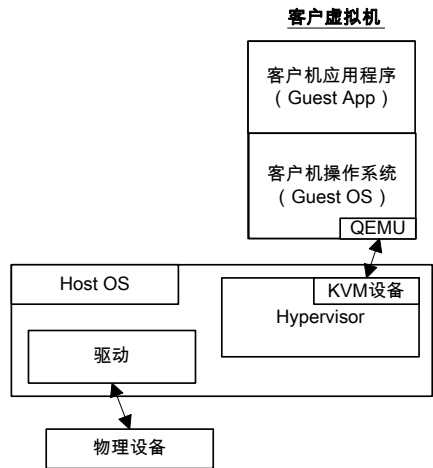 客户虚拟机
客户机应用程序
（Guest App）
客户机操作系统
（Guest OS）
QEMU
Host OS
KVM设备
Hypervisor
驱动
物理设备